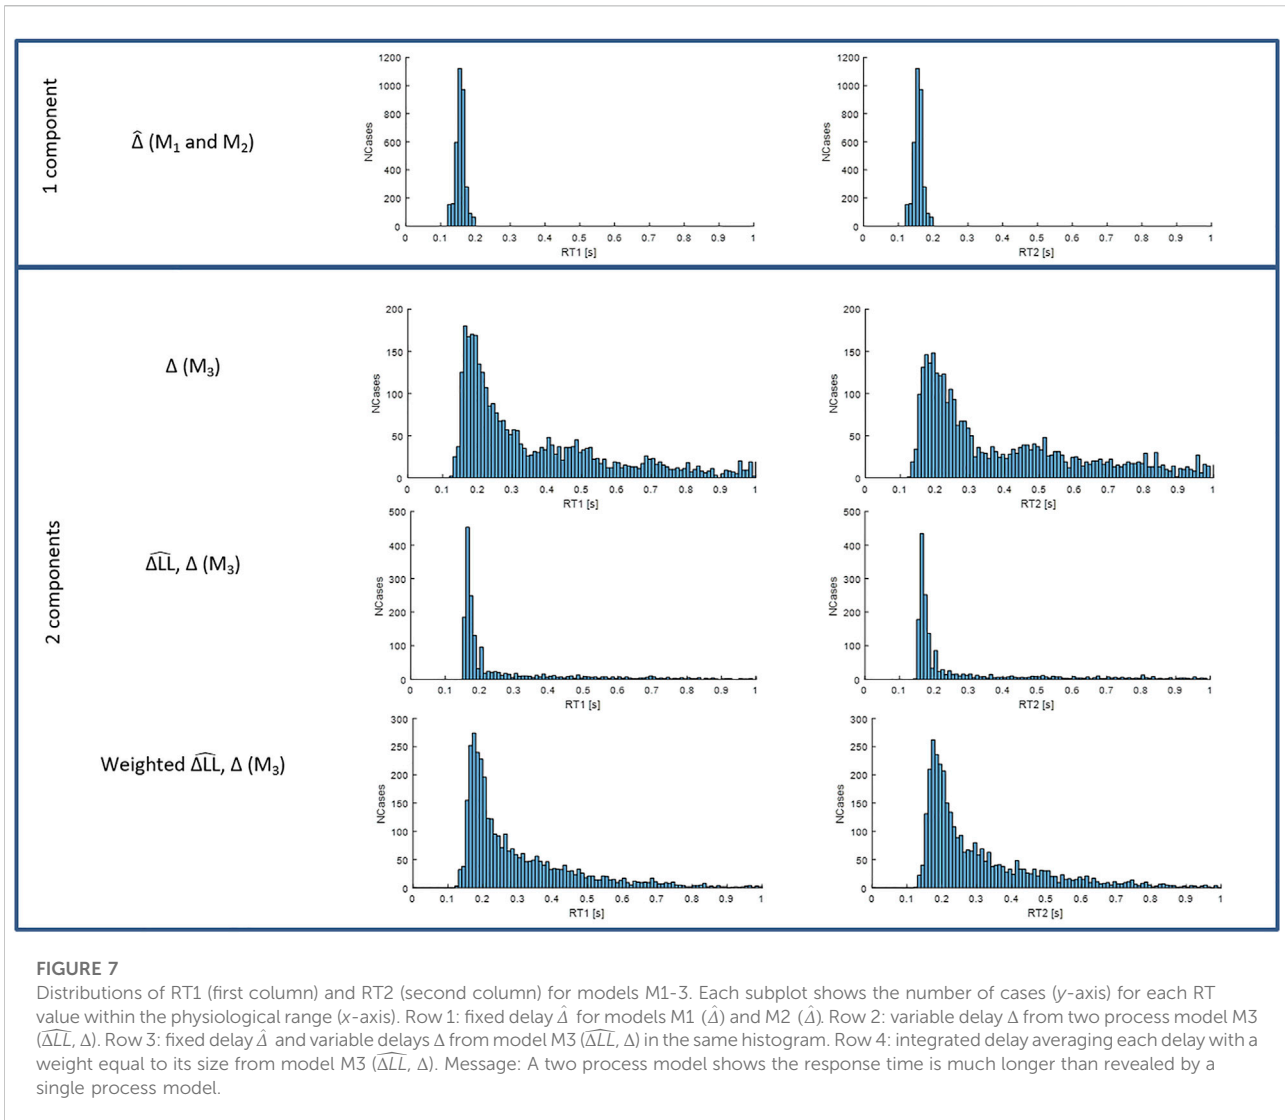 1 component
Δ̂ (M₁ and M₂)
1200
1000
800
600
400
200
0
NCases
0 0.1 0.2 0.3 0.4 0.5 0.6 0.7 0.8 0.9 1
RT1 [s]
1200
1000
800
600
400
200
0
NCases
0 0.1 0.2 0.3 0.4 0.5 0.6 0.7 0.8 0.9 1
RT2 [s]
2 components
Δ (M₃)
200
150
100
50
0
NCases
0 0.1 0.2 0.3 0.4 0.5 0.6 0.7 0.8 0.9 1
RT1 [s]
200
150
100
50
0
NCases
0 0.1 0.2 0.3 0.4 0.5 0.6 0.7 0.8 0.9 1
RT2 [s]
Δ̂LL, Δ (M₃)
500
400
300
200
100
0
NCases
0 0.1 0.2 0.3 0.4 0.5 0.6 0.7 0.8 0.9 1
RT1 [s]
500
400
300
200
100
0
NCases
0 0.1 0.2 0.3 0.4 0.5 0.6 0.7 0.8 0.9 1
RT2 [s]
Weighted Δ̂LL, Δ (M₃)
300
250
200
150
100
50
0
NCases
0 0.1 0.2 0.3 0.4 0.5 0.6 0.7 0.8 0.9 1
RT1 [s]
300
250
200
150
100
50
0
NCases
0 0.1 0.2 0.3 0.4 0.5 0.6 0.7 0.8 0.9 1
RT2 [s]
FIGURE 7
Distributions of RT1 (first column) and RT2 (second column) for models M1-3. Each subplot shows the number of cases (y-axis) for each RT
value within the physiological range (x-axis). Row 1: fixed delay Δ̂ for models M1 (Δ̂) and M2 (Δ̂). Row 2: variable delay Δ from two process model M3
(Δ̂LL, Δ). Row 3: fixed delay Δ̂ and variable delays Δ from model M3 (Δ̂LL, Δ) in the same histogram. Row 4: integrated delay averaging each delay with a
weight equal to its size from model M3 (Δ̂LL, Δ). Message: A two process model shows the response time is much longer than revealed by a
single process model.